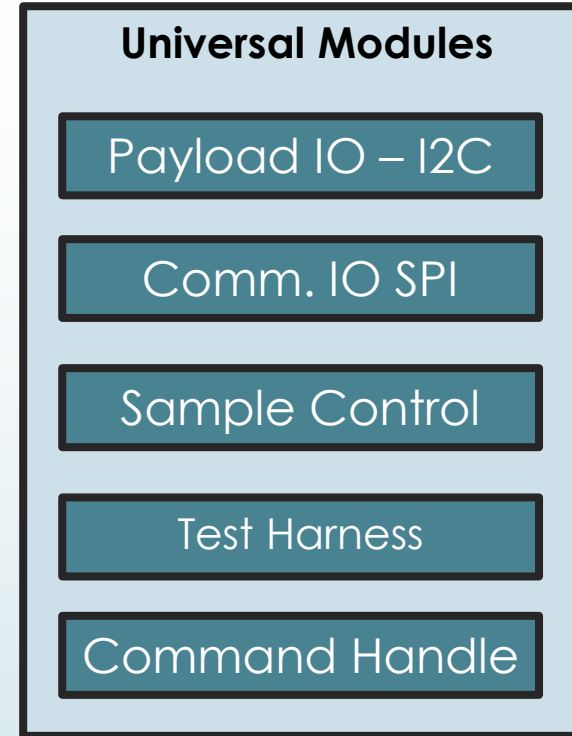 Universal Modules
Payload IO – I2C
Comm. IO SPI
Sample Control
Test Harness
Command Handle